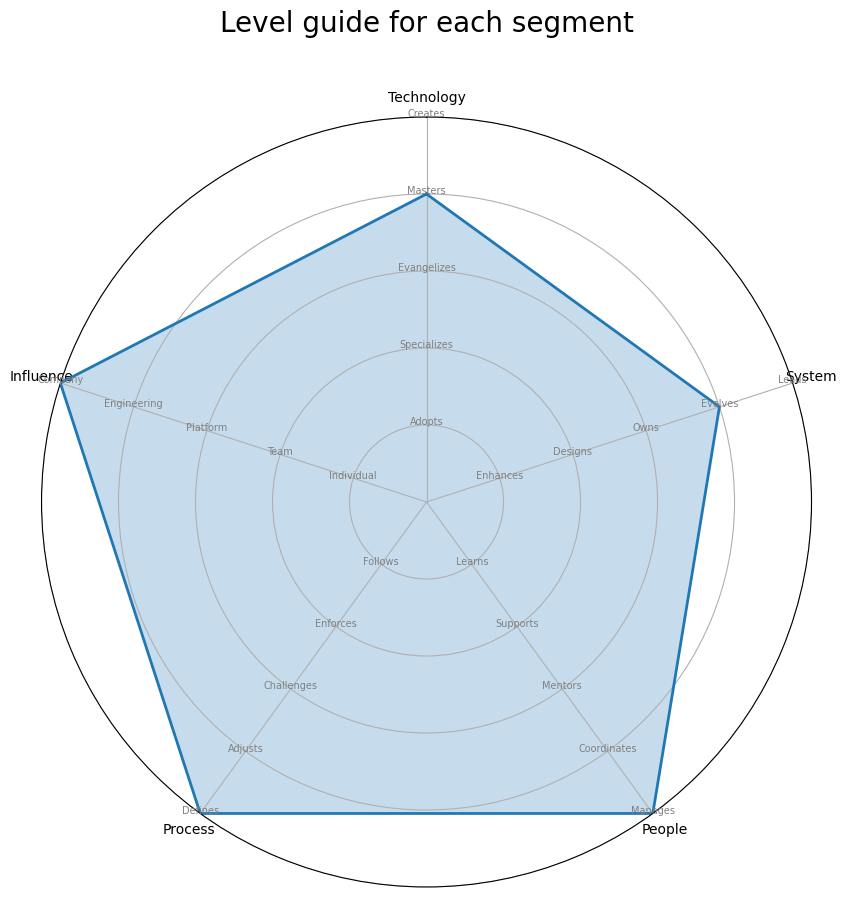 Level guide for each segment
Technology
Creates
Masters
Evangelizes
Specializes
Adopts
System
Leads
Evolves
Owns
Designs
Enhances
Influence
Company
Engineering
Platform
Team
Individual
Follows
Enforces
Challenges
Adjusts
Defines
Process
Learns
Supports
Mentors
Coordinates
Manages
People